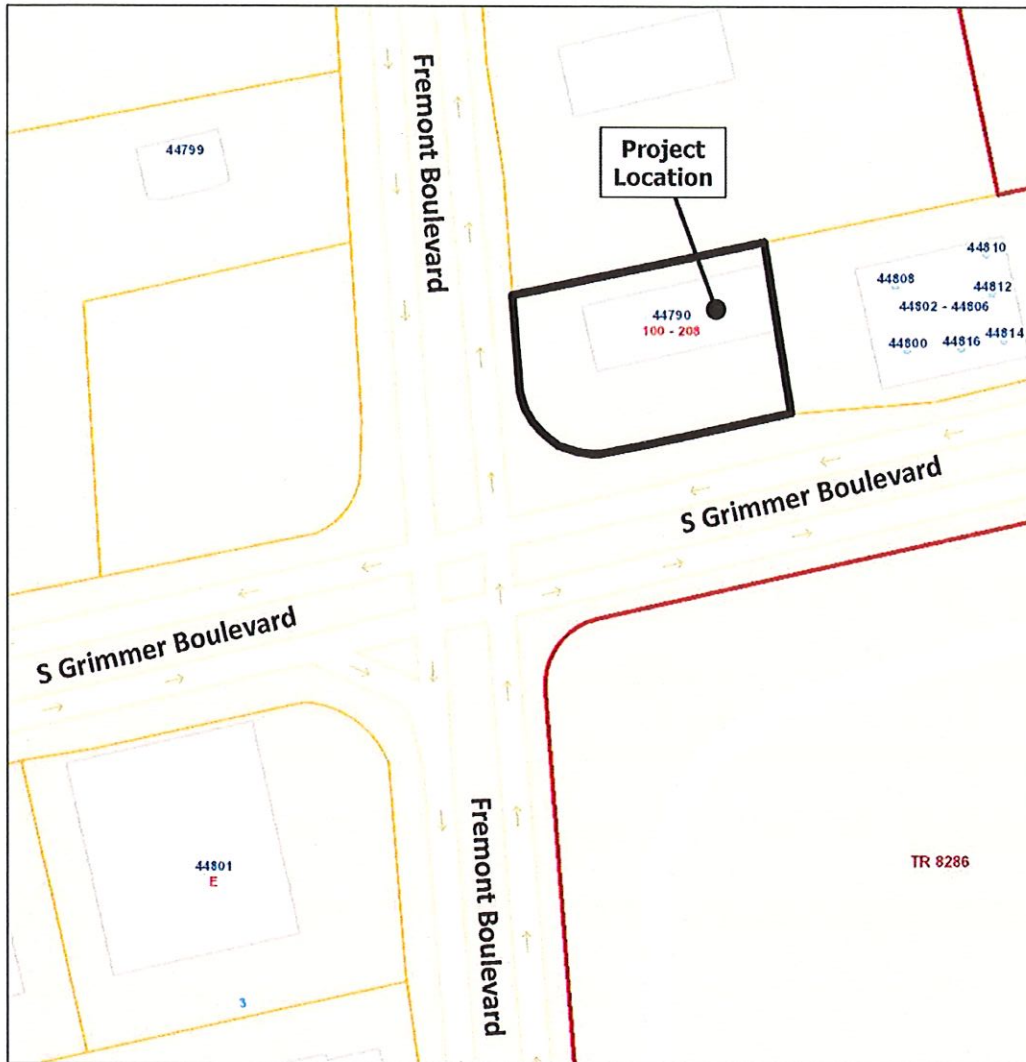 Fremont Boulevard
44799
Project
Location
44810
44808
44812
44790
100 - 208
44802 - 44806
44800
44816
44814
S Grimmer Boulevard
S Grimmer Boulevard
44801
E
Fremont Boulevard
TR 8286
3